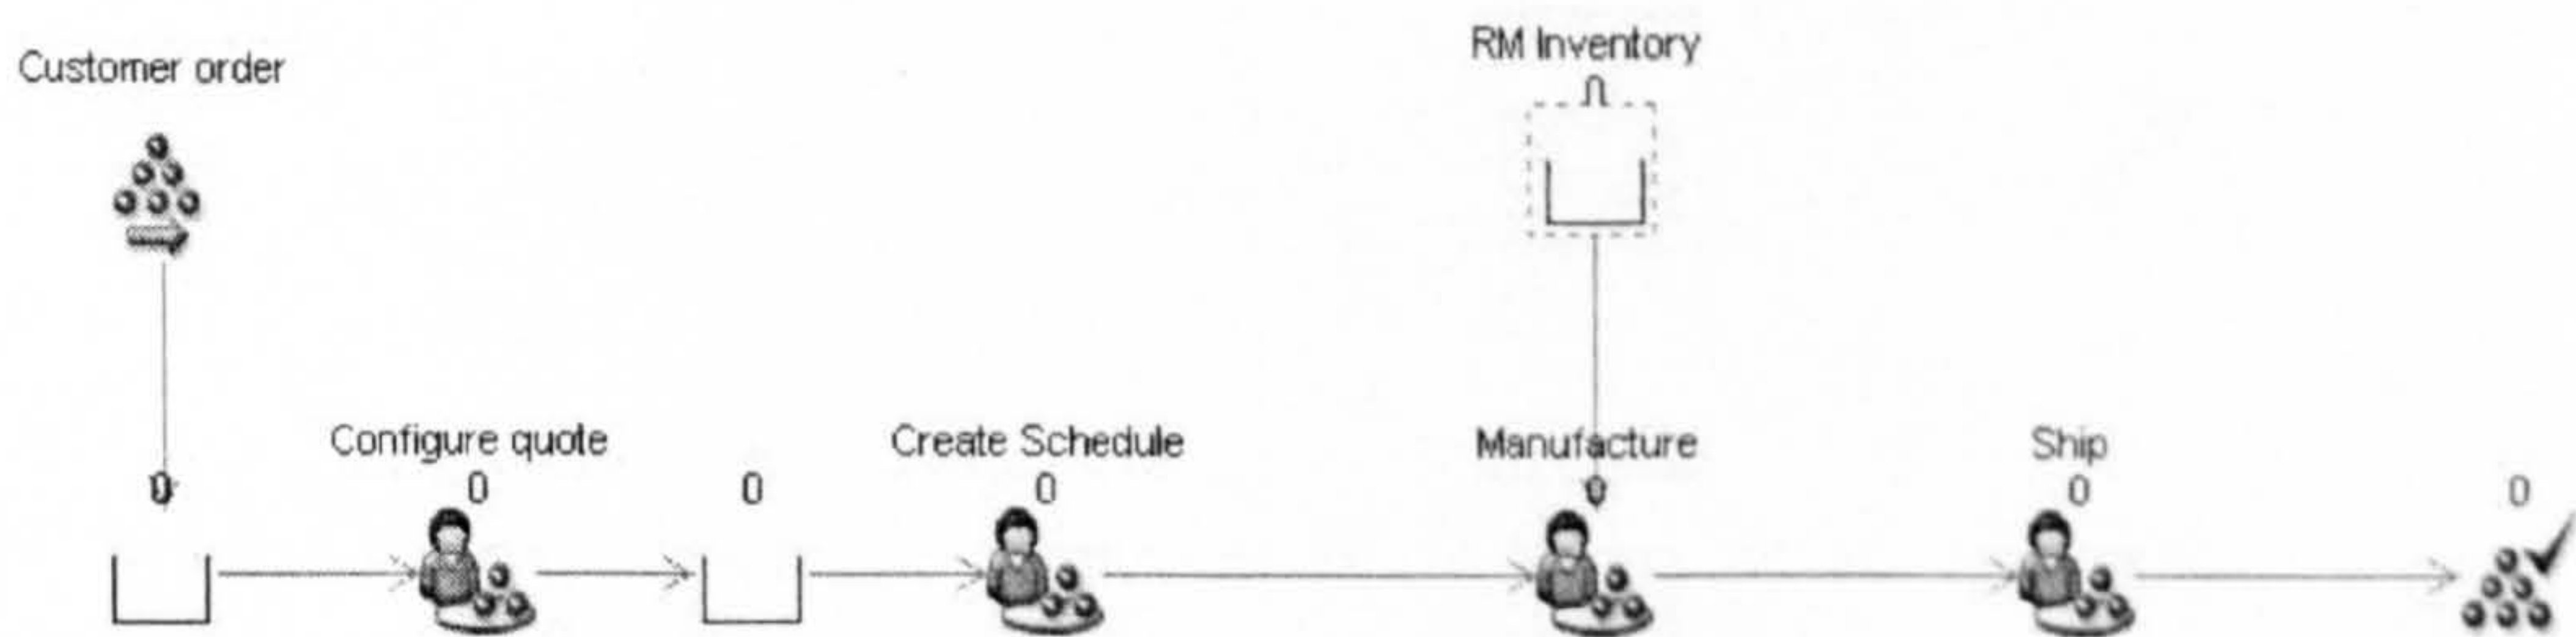 Customer order
RM Inventory
Configure quote
Create Schedule
Manufacture
Ship
0
0
0
0
0
0
0